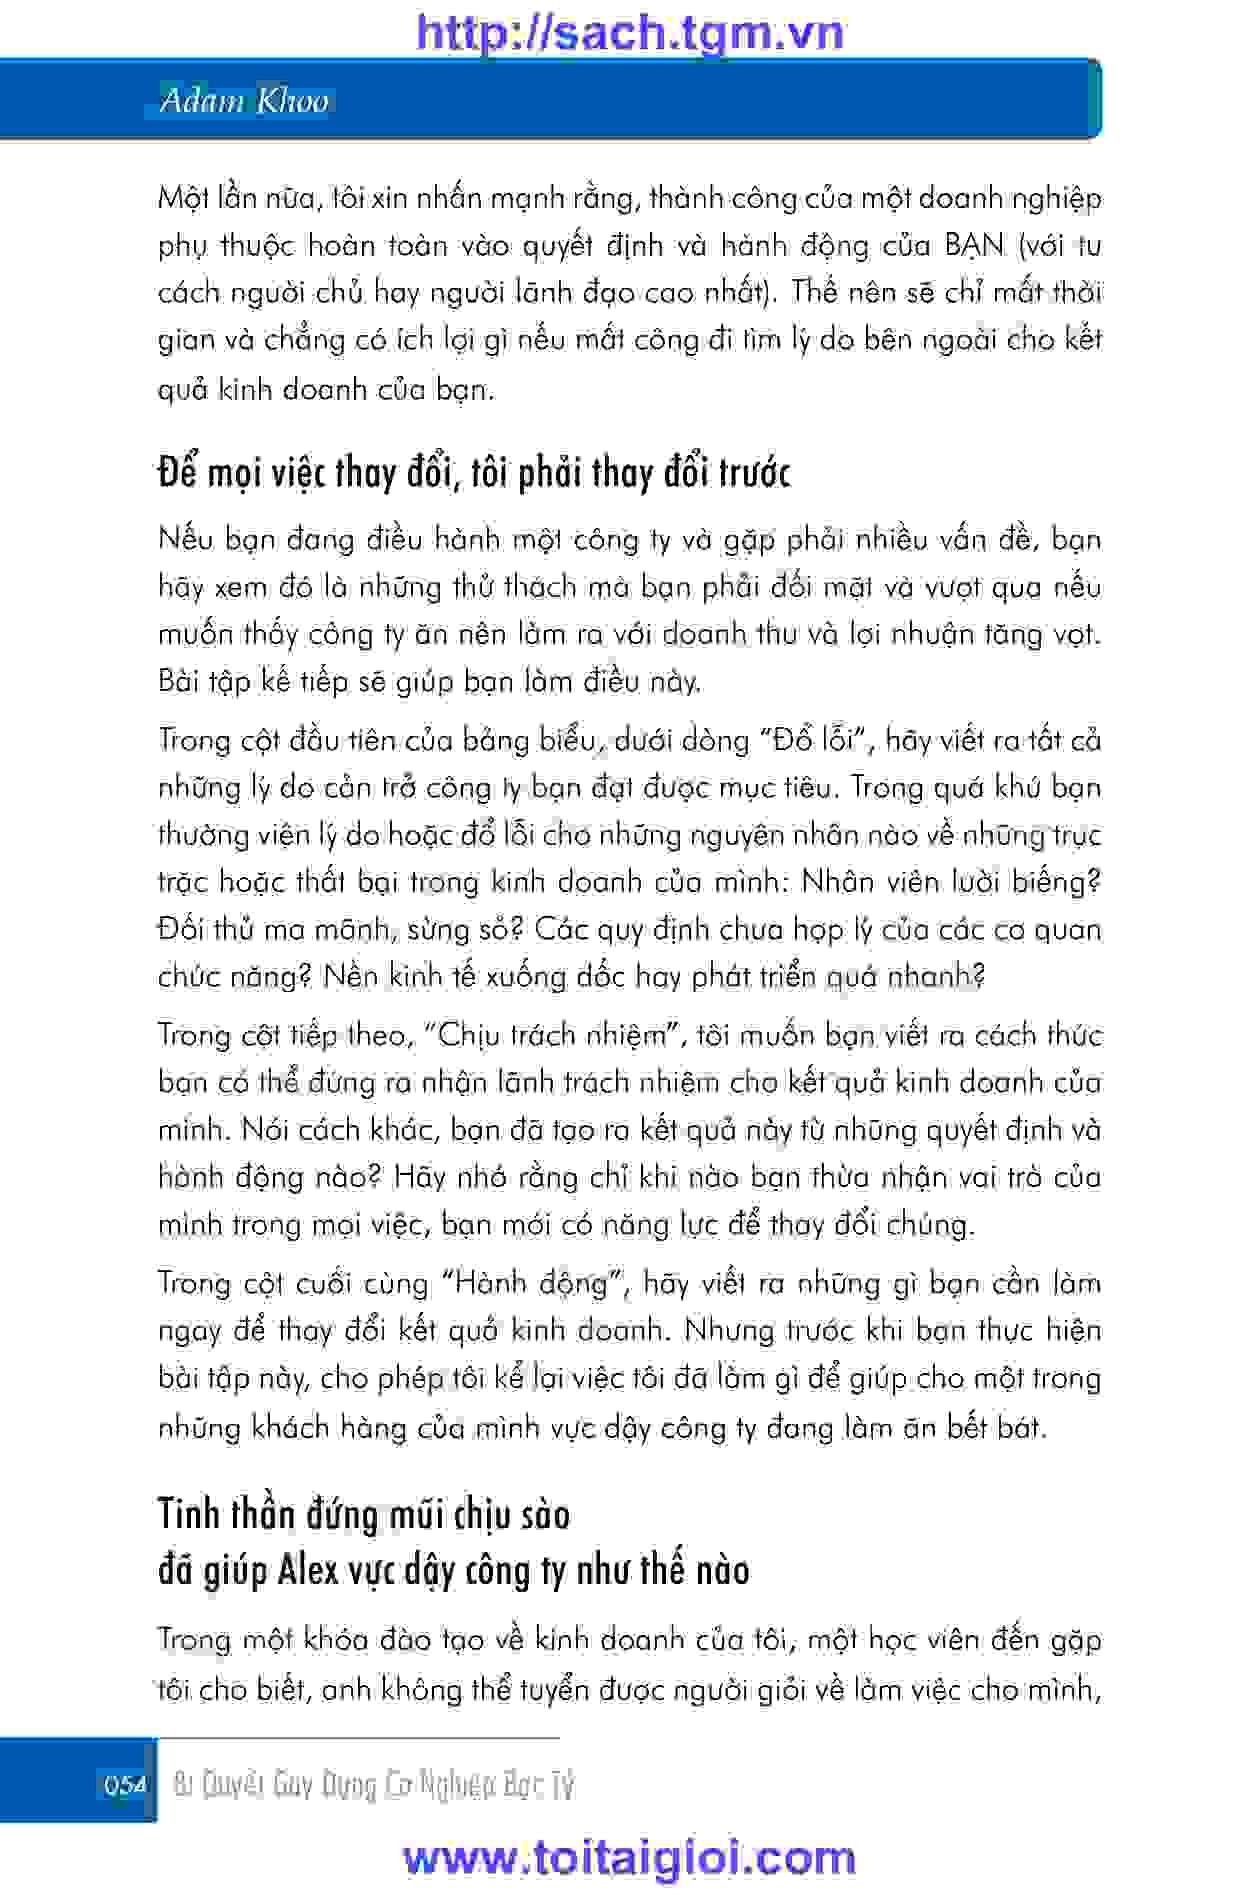 http://sach.tgm.vn
Adam Khoo
Một lần nữa, tôi xin nhấn mạnh rằng, thành công của một doanh nghiệp
phụ thuộc hoàn toàn vào quyết định và hành động của BẠN (với tư
cách người chủ hay người lãnh đạo cao nhất). Thế nên sẽ chỉ mất thời
gian và chẳng có ích lợi gì nếu mất công đi tìm lý do bên ngoài cho kết
quả kinh doanh của bạn.
Để mọi việc thay đổi, tôi phải thay đổi trước
Nếu bạn đang điều hành một công ty và gặp phải nhiều vấn đề, bạn
hãy xem đó là những thử thách mà bạn phải đối mặt và vượt qua nếu
muốn thấy công ty ăn nên làm ra với doanh thu và lợi nhuận tăng vọt.
Bài tập kế tiếp sẽ giúp bạn làm điều này.
Trong cột đầu tiên của bảng biểu, dưới dòng “Đổ lỗi”, hãy viết ra tất cả
những lý do cản trở công ty bạn đạt được mục tiêu. Trong quá khứ bạn
thường viện lý do hoặc đổ lỗi cho những nguyên nhân nào về những trục
trặc hoặc thất bại trong kinh doanh của mình: Nhân viên lười biếng?
Đối thủ ma mãnh, sừng sỏ? Các quy định chưa hợp lý của các cơ quan
chức năng? Nền kinh tế xuống dốc hay phát triển quá nhanh?
Trong cột tiếp theo, “Chịu trách nhiệm”, tôi muốn bạn viết ra cách thức
bạn có thể đứng ra nhận lãnh trách nhiệm cho kết quả kinh doanh của
mình. Nói cách khác, bạn đã tạo ra kết quả này từ những quyết định và
hành động nào? Hãy nhớ rằng chỉ khi nào bạn thừa nhận vai trò của
mình trong mọi việc, bạn mới có năng lực để thay đổi chúng.
Trong cột cuối cùng “Hành động”, hãy viết ra những gì bạn cần làm
ngay để thay đổi kết quả kinh doanh. Nhưng trước khi bạn thực hiện
bài tập này, cho phép tôi kể lại việc tôi đã làm gì để giúp cho một trong
những khách hàng của mình vực dậy công ty đang làm ăn bết bát.
Tinh thần đứng mũi chịu sào
đã giúp Alex vực dậy công ty như thế nào
Trong một khóa đào tạo về kinh doanh của tôi, một học viên đến gặp
tôi cho biết, anh không thể tuyển được người giỏi về làm việc cho mình,
054 Bí Quyết Gây Dựng Cơ Nghiệp Bạc Tỷ
www.toitaigioi.com